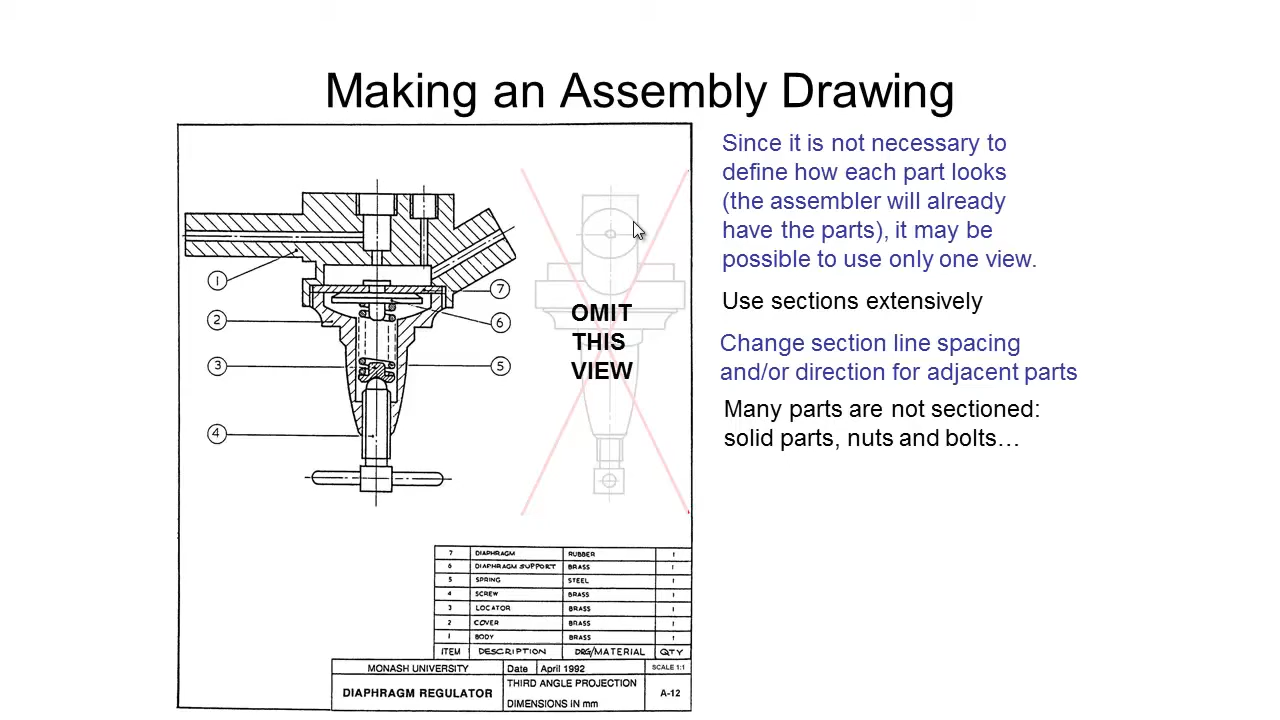 Making an Assembly Drawing
Since it is not necessary to
define how each part looks
(the assembler will already
have the parts), it may be
possible to use only one view.
Use sections extensively
Change section line spacing
and/or direction for adjacent parts
Many parts are not sectioned:
solid parts, nuts and bolts…
1
2
3
4
7
6
5
OMIT
THIS
VIEW
7 DIAPHRAGM RUBBER 1
6 DIAPHRAGM SUPPORT BRASS 1
5 SPRING STEEL 1
4 SCREW BRASS 1
3 LOCATOR BRASS 1
2 COVER BRASS 1
1 BODY BRASS 1
ITEM DESCRIPTION DRG/MATERIAL QTY
MONASH UNIVERSITY Date April 1992 SCALE 1:1
DIAPHRAGM REGULATOR THIRD ANGLE PROJECTION A-12
DIMENSIONS IN mm